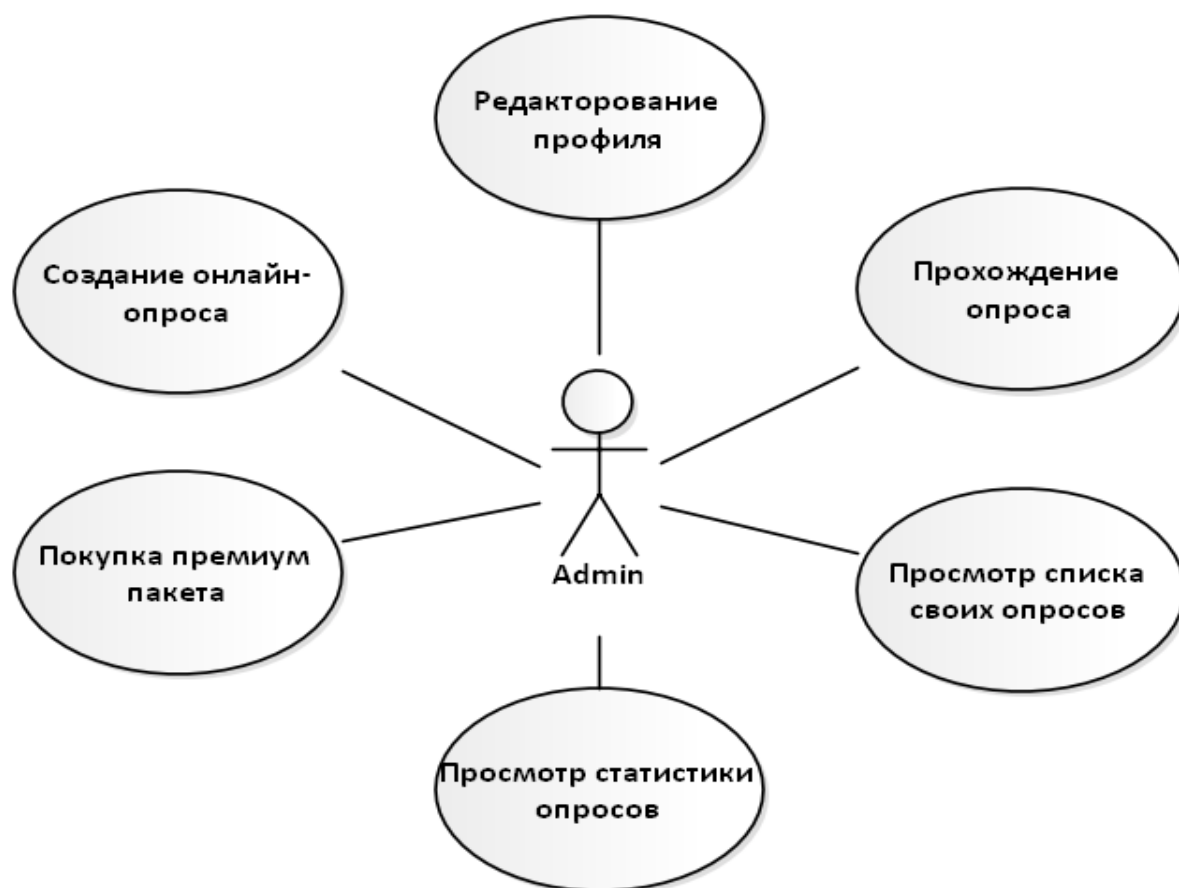 Редакторование
профиля
Создание онлайн-
опроса
Прохождение
опроса
Admin
Покупка премиум
пакета
Просмотр списка
своих опросов
Просмотр статистики
опросов